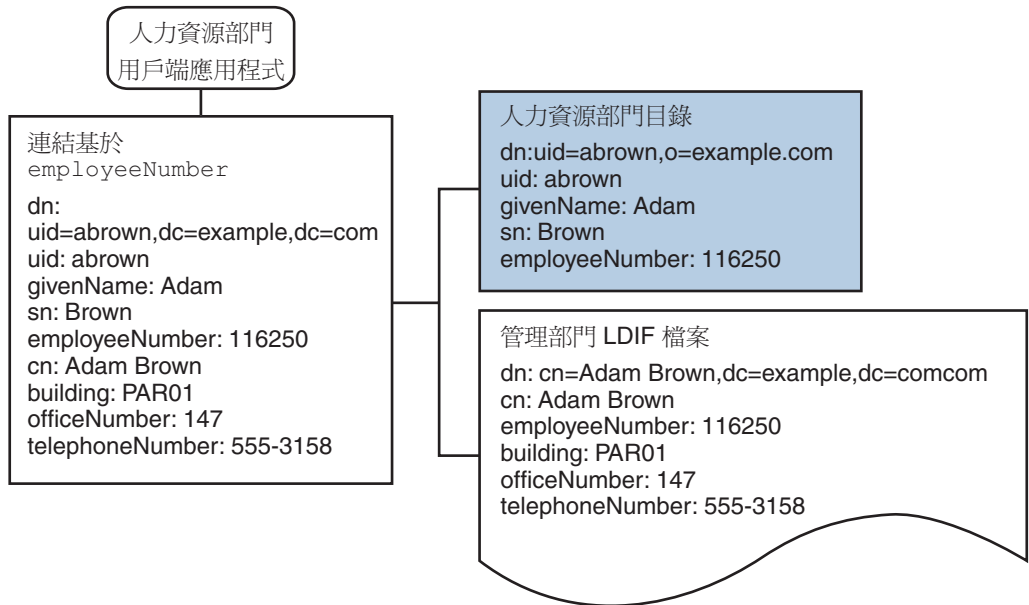 人力資源部門
用戶端應用程式
連結基於
employeeNumber
dn:
uid=abrown,dc=example,dc=com
uid: abrown
givenName: Adam
sn: Brown
employeeNumber: 116250
cn: Adam Brown
building: PAR01
officeNumber: 147
telephoneNumber: 555-3158
人力資源部門目錄
dn:uid=abrown,o=example.com
uid: abrown
givenName: Adam
sn: Brown
employeeNumber: 116250
管理部門 LDIF 檔案
dn: cn=Adam Brown,dc=example,dc=comcom
cn: Adam Brown
employeeNumber: 116250
building: PAR01
officeNumber: 147
telephoneNumber: 555-3158